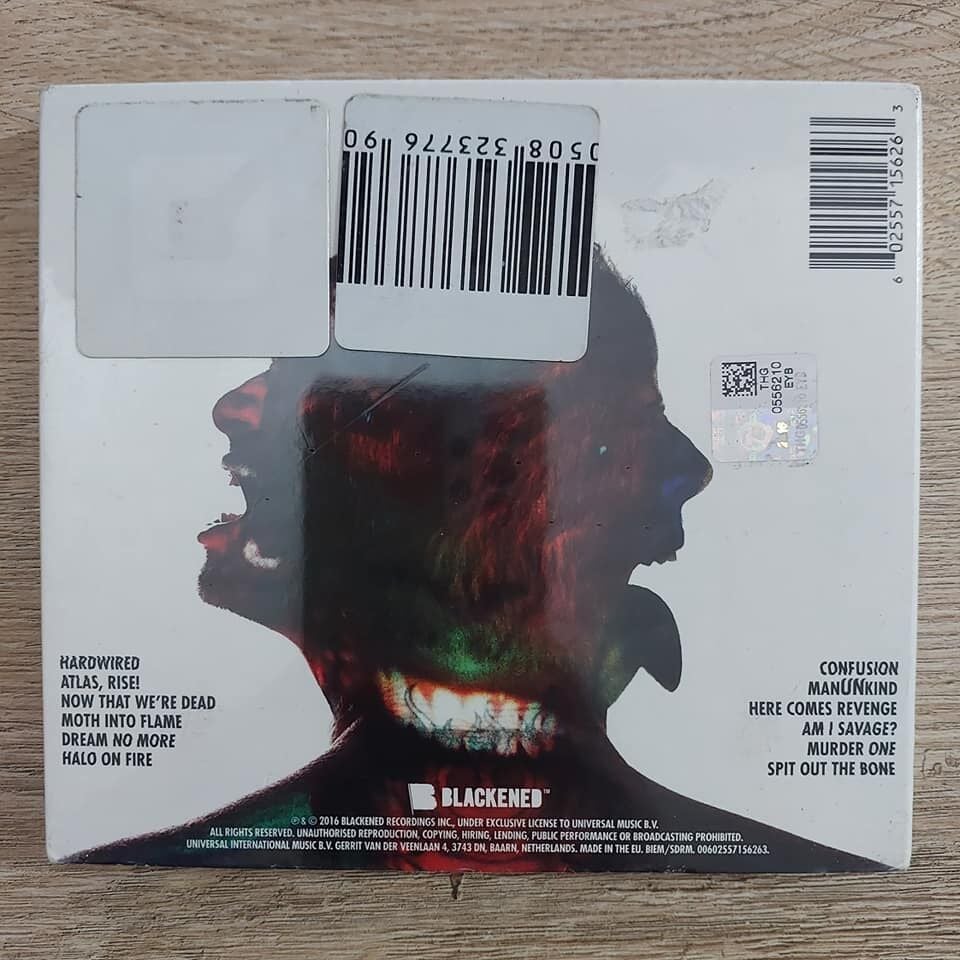 0508 323776 90
6 02557 15626 3
THG
0556210
EYB
HARDWIRED
ATLAS, RISE!
NOW THAT WE'RE DEAD
MOTH INTO FLAME
DREAM NO MORE
HALO ON FIRE
CONFUSION
MANUNKIND
HERE COMES REVENGE
AM I SAVAGE?
MURDER ONE
SPIT OUT THE BONE
BLACKENED™
℗ & © 2016 BLACKENED RECORDINGS INC., UNDER EXCLUSIVE LICENSE TO UNIVERSAL MUSIC B.V.
ALL RIGHTS RESERVED. UNAUTHORISED REPRODUCTION, COPYING, HIRING, LENDING, PUBLIC PERFORMANCE OR BROADCASTING PROHIBITED.
UNIVERSAL INTERNATIONAL MUSIC B.V. GERRIT VAN DER VEENLAAN 4, 3743 DN, BAARN, NETHERLANDS. MADE IN THE EU. BIEM/SDRM. 00602557156263.